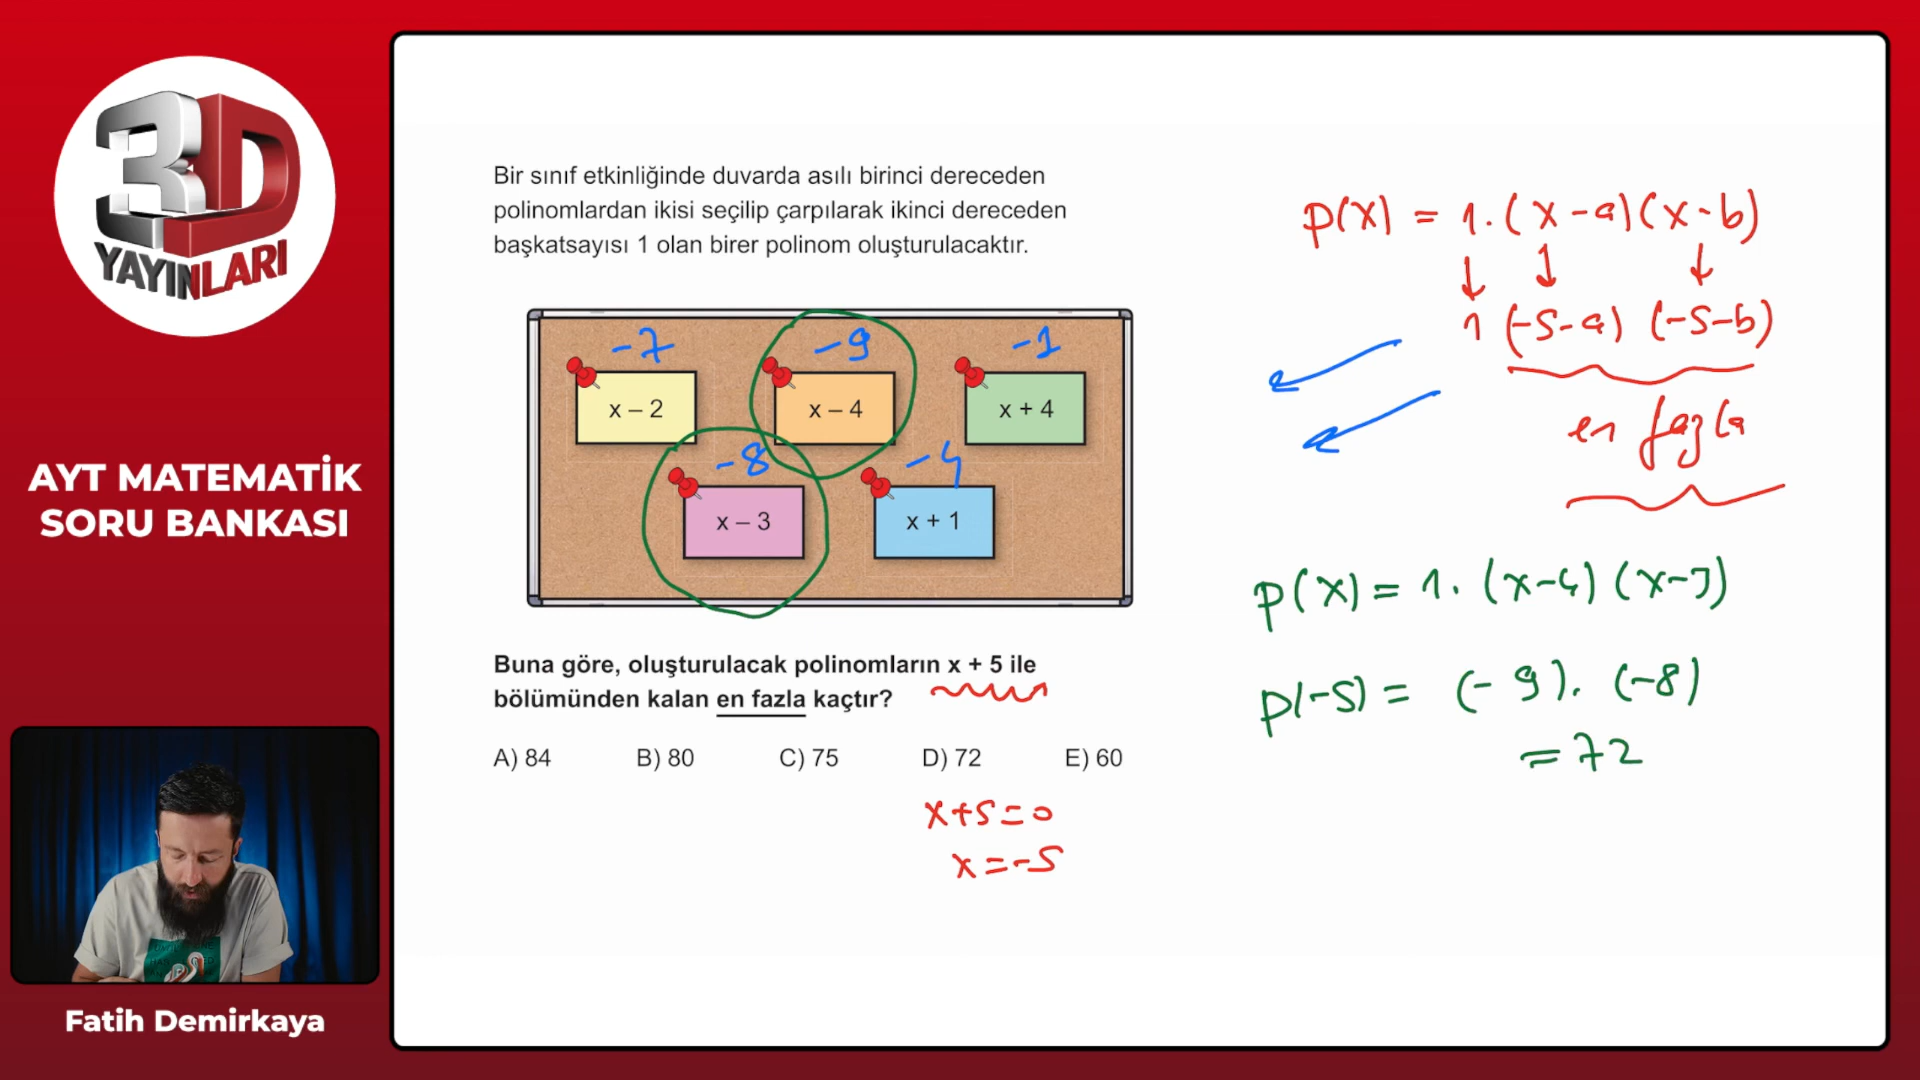 3D
YAYINLARI
AYT MATEMATİK
SORU BANKASI
Fatih Demirkaya
Bir sınıf etkinliğinde duvarda asılı birinci dereceden
polinomlardan ikisi seçilip çarpılarak ikinci dereceden
başkatsayısı 1 olan birer polinom oluşturulacaktır.
-7 -9 -1
x – 2 x – 4 x + 4
-8 -4
x – 3 x + 1
Buna göre, oluşturulacak polinomların x + 5 ile
bölümünden kalan en fazla kaçtır?
A) 84 B) 80 C) 75 D) 72 E) 60
x+5=0
x=-5
P(x) = 1.(x-a)(x-b)
1 (-5-a) (-5-b)
en fazla
P(x) = 1. (x-4) (x-3)
P(-5) = (-9). (-8)
= 72